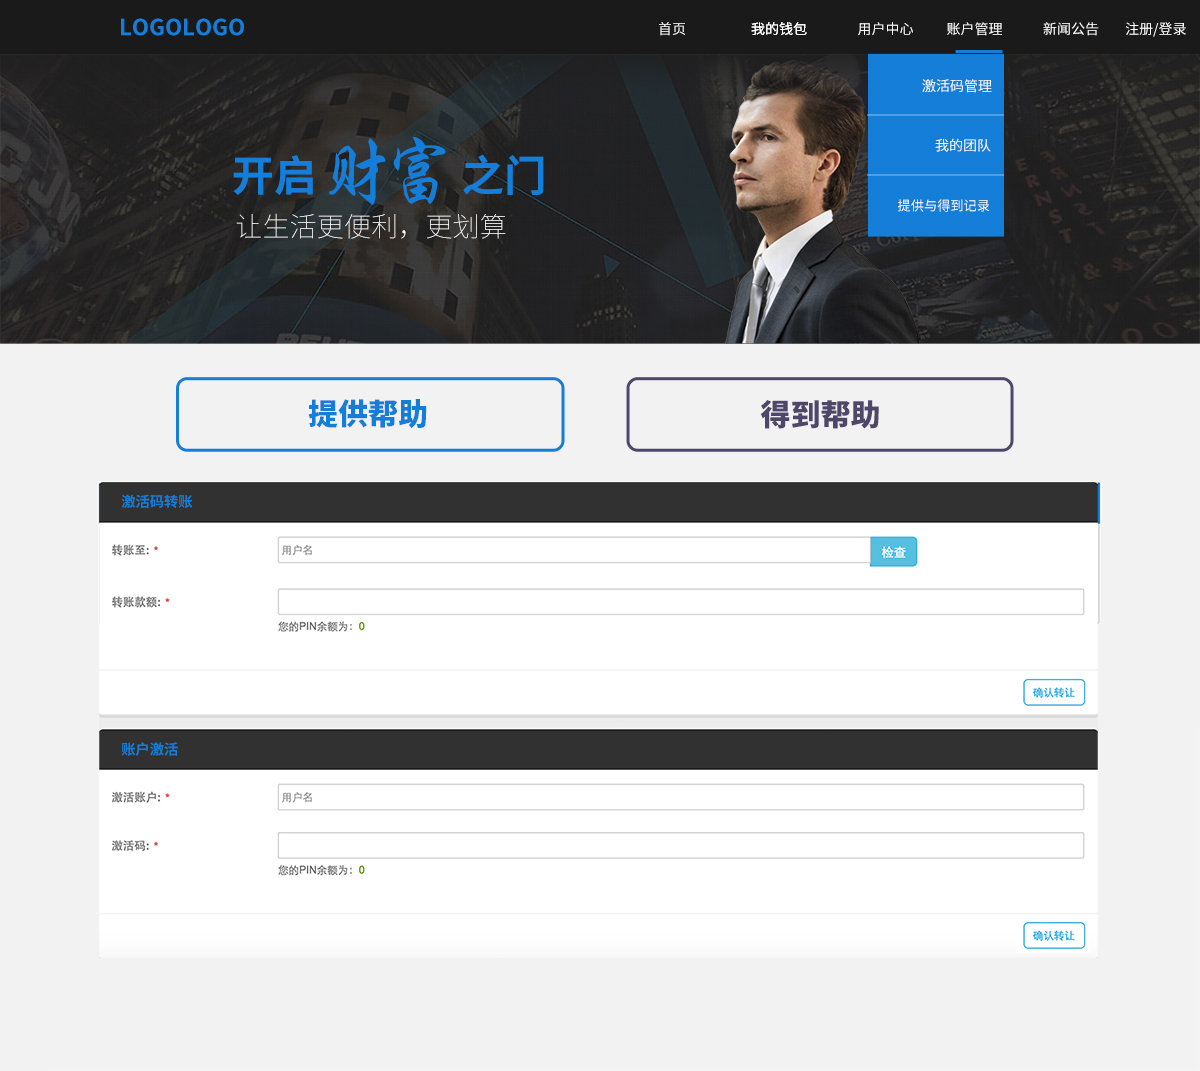 LOGOLOGO
首页 我的钱包 用户中心 账户管理 新闻公告 注册/登录
激活码管理
我的团队
提供与得到记录
开启 财富 之门
让生活更便利，更划算
提供帮助 得到帮助
激活码转账
转账至: * 用户名 检查
转账款额: *
您的PIN余额为：0
确认转让
账户激活
激活账户: * 用户名
激活码: *
您的PIN余额为：0
确认转让